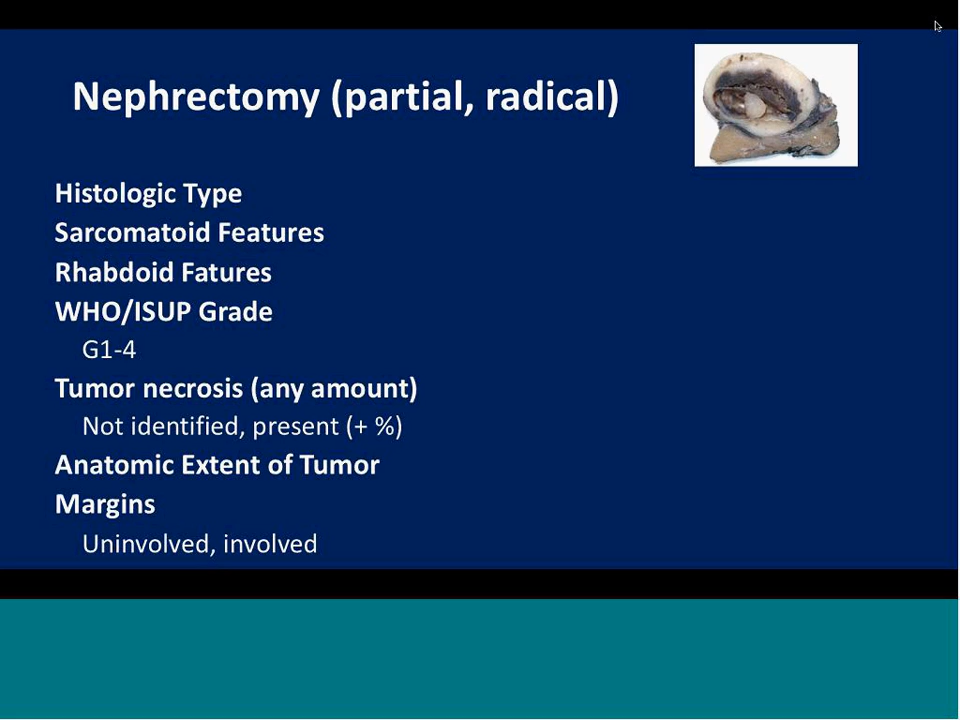 Nephrectomy (partial, radical)
Histologic Type
Sarcomatoid Features
Rhabdoid Fatures
WHO/ISUP Grade
G1-4
Tumor necrosis (any amount)
Not identified, present (+ %)
Anatomic Extent of Tumor
Margins
Uninvolved, involved